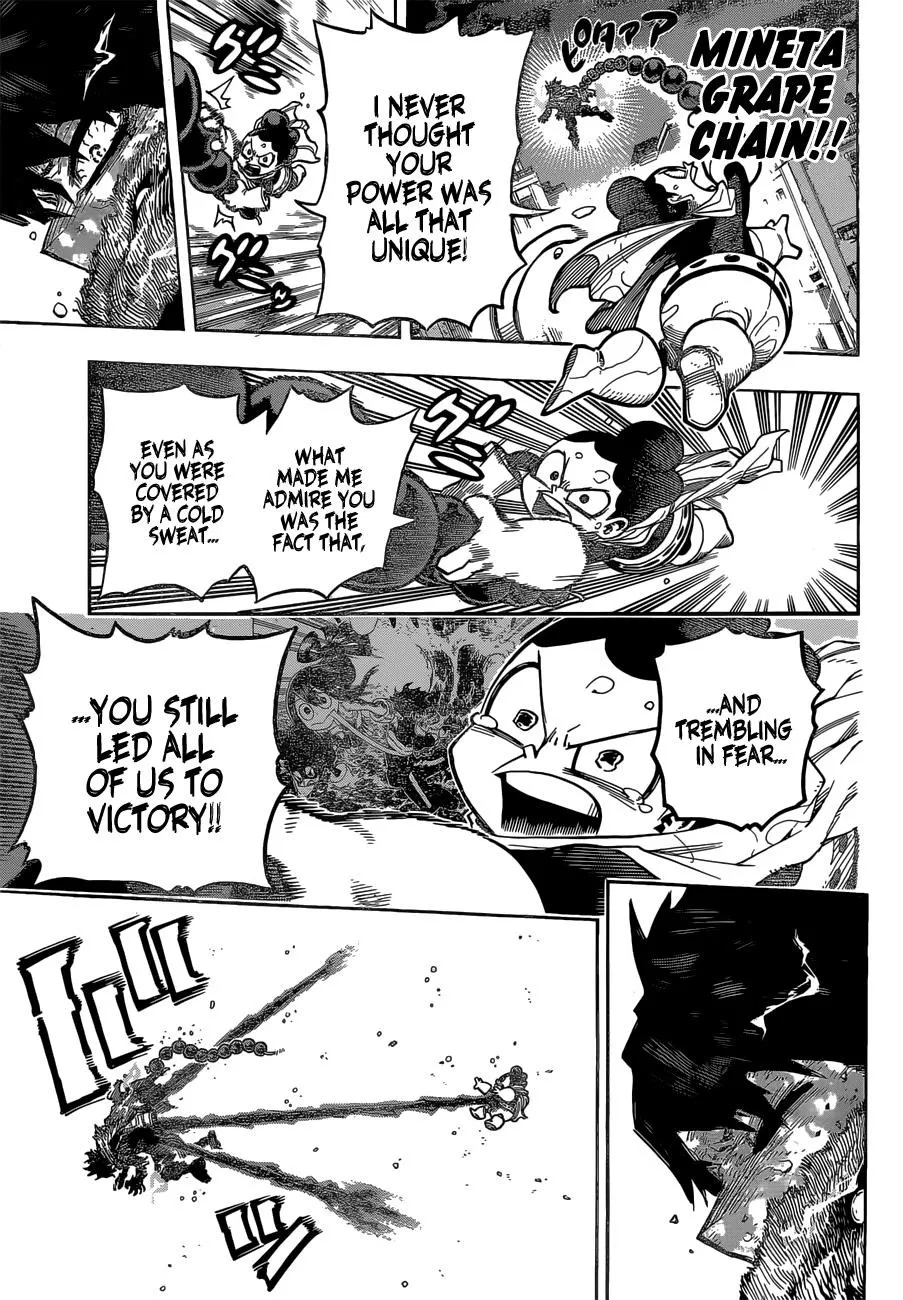 MINETA
GRAPE
CHAIN!!
I NEVER
THOUGHT
YOUR
POWER WAS
ALL THAT
UNIQUE!
WHAT
MADE ME
ADMIRE YOU
WAS THE
FACT THAT,
EVEN AS
YOU WERE
COVERED
BY A COLD
SWEAT...
...AND
TREMBLING
IN FEAR...
...YOU STILL
LED ALL
OF US TO
VICTORY!!